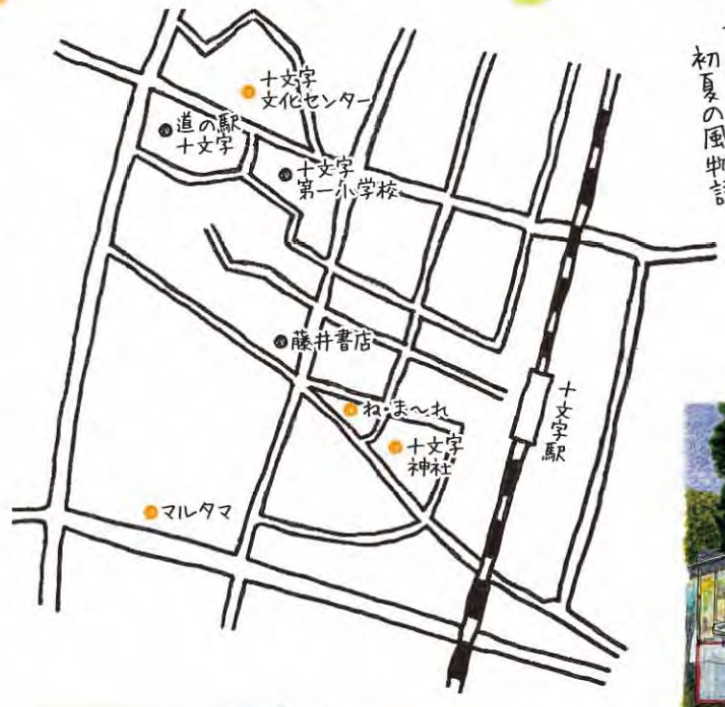 初夏の風物詩
十文字
文化センター
道の駅
十文字
十文字
第一小学校
藤井書店
ね・ま〜れ
十文字
神社
十文字駅
マルタマ